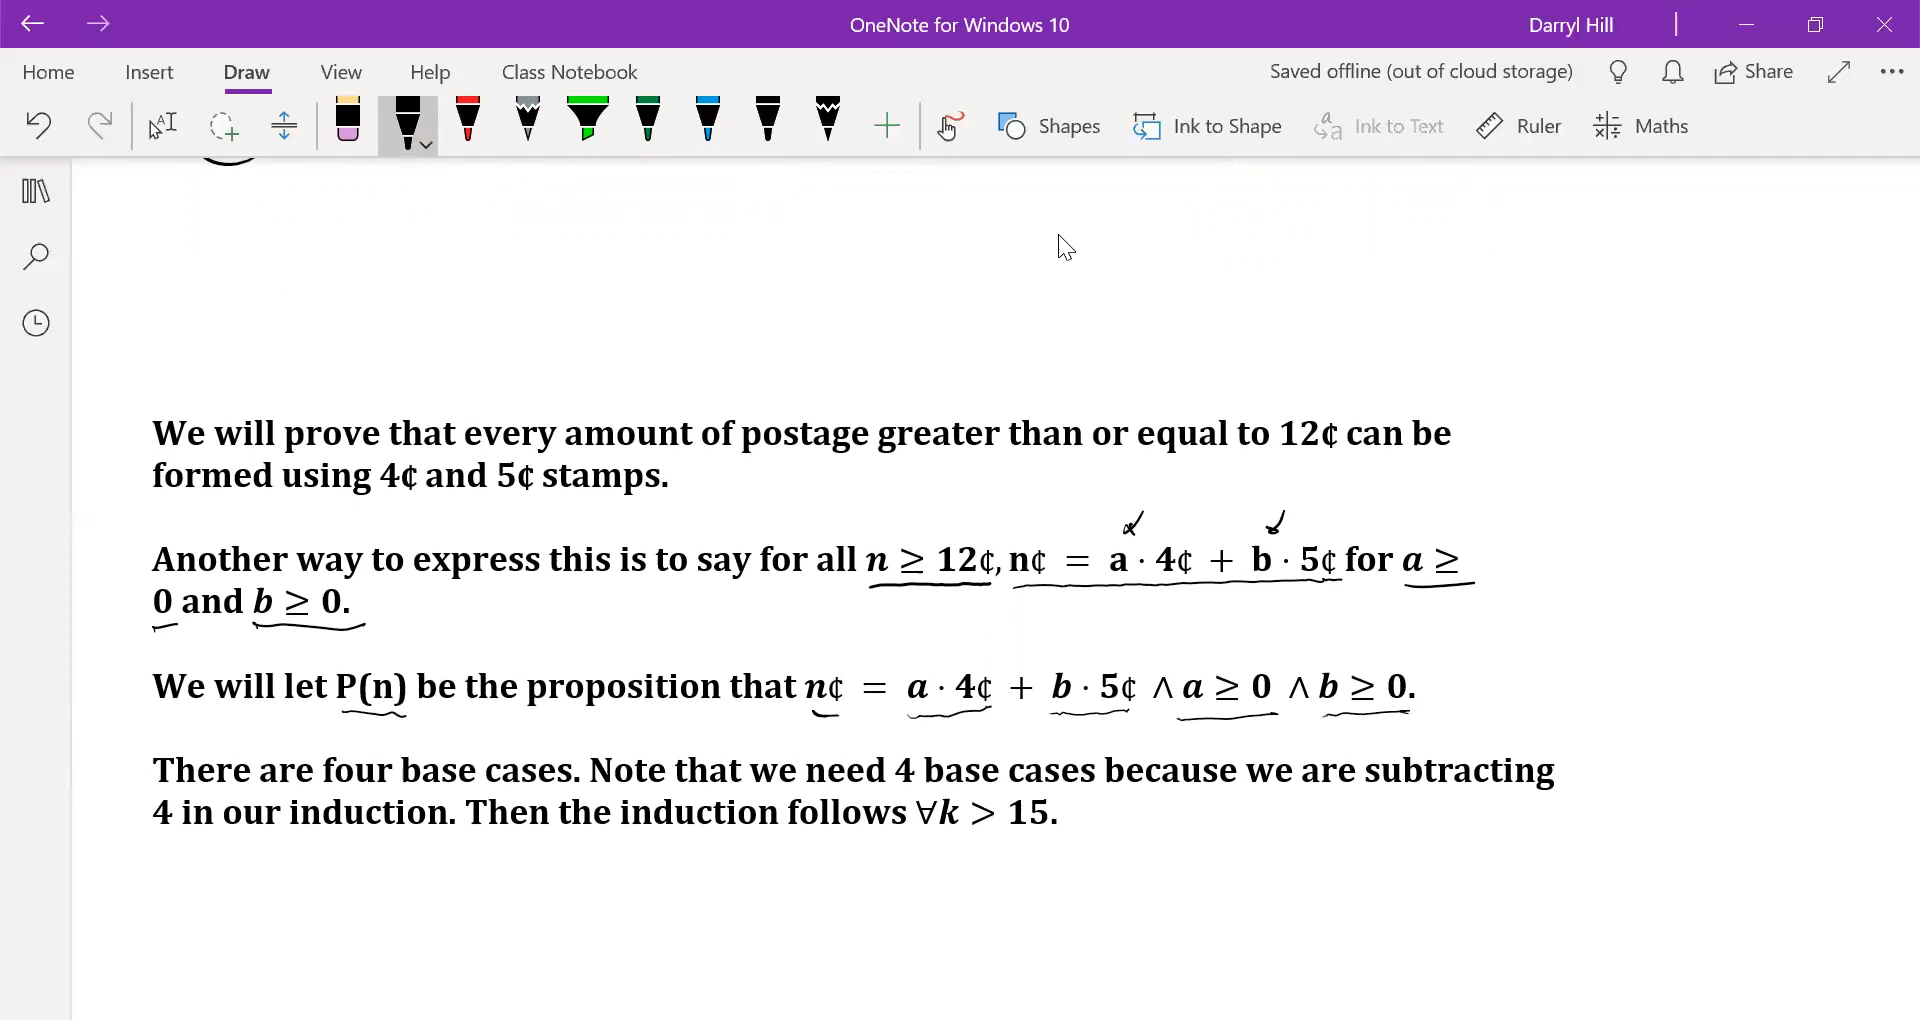 OneNote for Windows 10
Darryl Hill
Home Insert Draw View Help Class Notebook
Saved offline (out of cloud storage)
Share
Shapes Ink to Shape Ink to Text Ruler Maths
We will prove that every amount of postage greater than or equal to 12¢ can be
formed using 4¢ and 5¢ stamps.
Another way to express this is to say for all n ≥ 12¢, n¢ = a · 4¢ + b · 5¢ for a ≥
0 and b ≥ 0.
We will let P(n) be the proposition that n¢ = a · 4¢ + b · 5¢ ∧ a ≥ 0 ∧ b ≥ 0.
There are four base cases. Note that we need 4 base cases because we are subtracting
4 in our induction. Then the induction follows ∀k > 15.